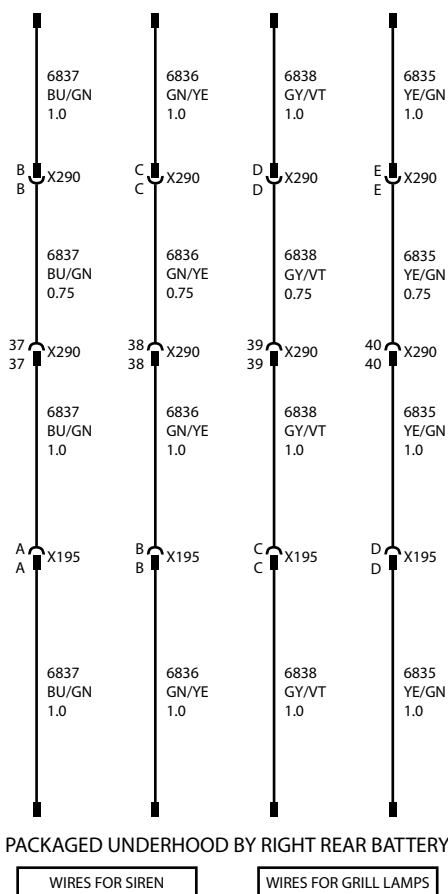 6837
BU/GN
1.0
6836
GN/YE
1.0
6838
GY/VT
1.0
6835
YE/GN
1.0
B
B
X290
C
C
X290
D
D
X290
E
E
X290
6837
BU/GN
0.75
6836
GN/YE
0.75
6838
GY/VT
0.75
6835
YE/GN
0.75
37
37
X290
38
38
X290
39
39
X290
40
40
X290
6837
BU/GN
1.0
6836
GN/YE
1.0
6838
GY/VT
1.0
6835
YE/GN
1.0
A
A
X195
B
B
X195
C
C
X195
D
D
X195
6837
BU/GN
1.0
6836
GN/YE
1.0
6838
GY/VT
1.0
6835
YE/GN
1.0
PACKAGED UNDERHOOD BY RIGHT REAR BATTERY
WIRES FOR SIREN
WIRES FOR GRILL LAMPS